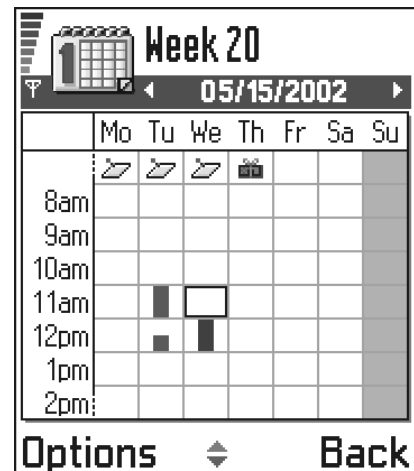 Week 20
1
05/15/2002
Mo Tu We Th Fr Sa Su
8am
9am
10am
11am
12pm
1pm
2pm
Options Back